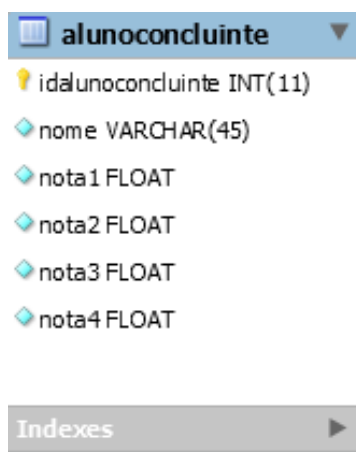 alunoconcluinte
idalunoconcluinte INT(11)
nome VARCHAR(45)
nota1 FLOAT
nota2 FLOAT
nota3 FLOAT
nota4 FLOAT
Indexes